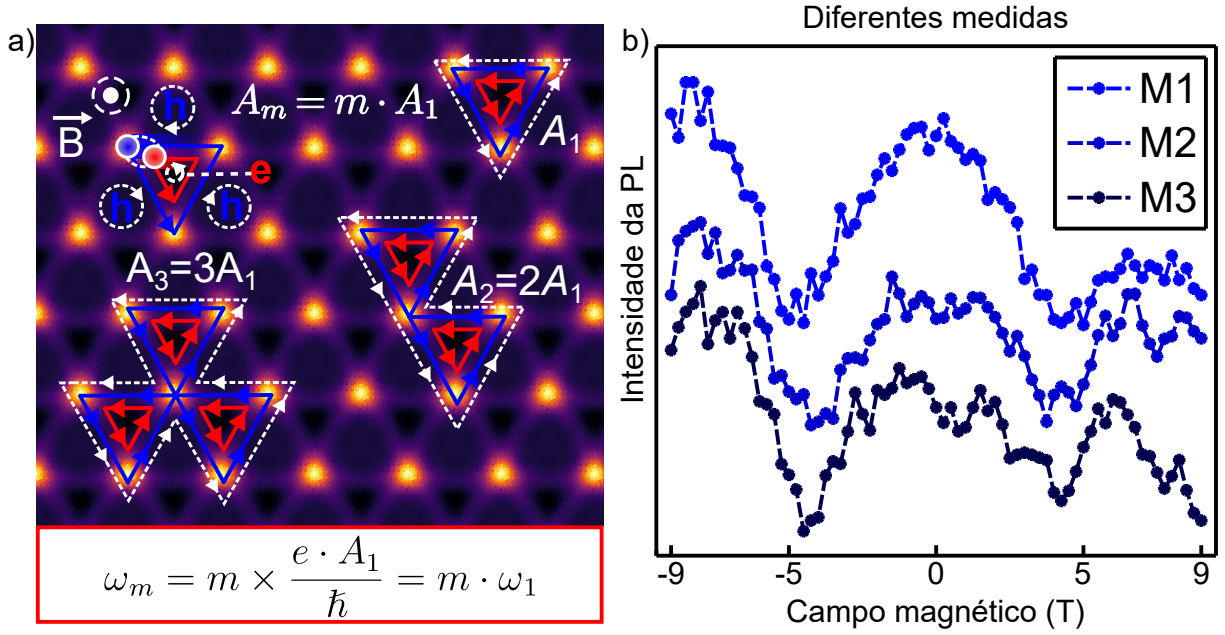 a)
h
A_m = m · A_1
B
A_1
e
h
h
A_3=3A_1
A_2=2A_1
ω_m = m × \frac{e · A_1}{ħ} = m · ω_1
b)
Diferentes medidas
Intensidade da PL
M1
M2
M3
-9
-5
0
5
9
Campo magnético (T)